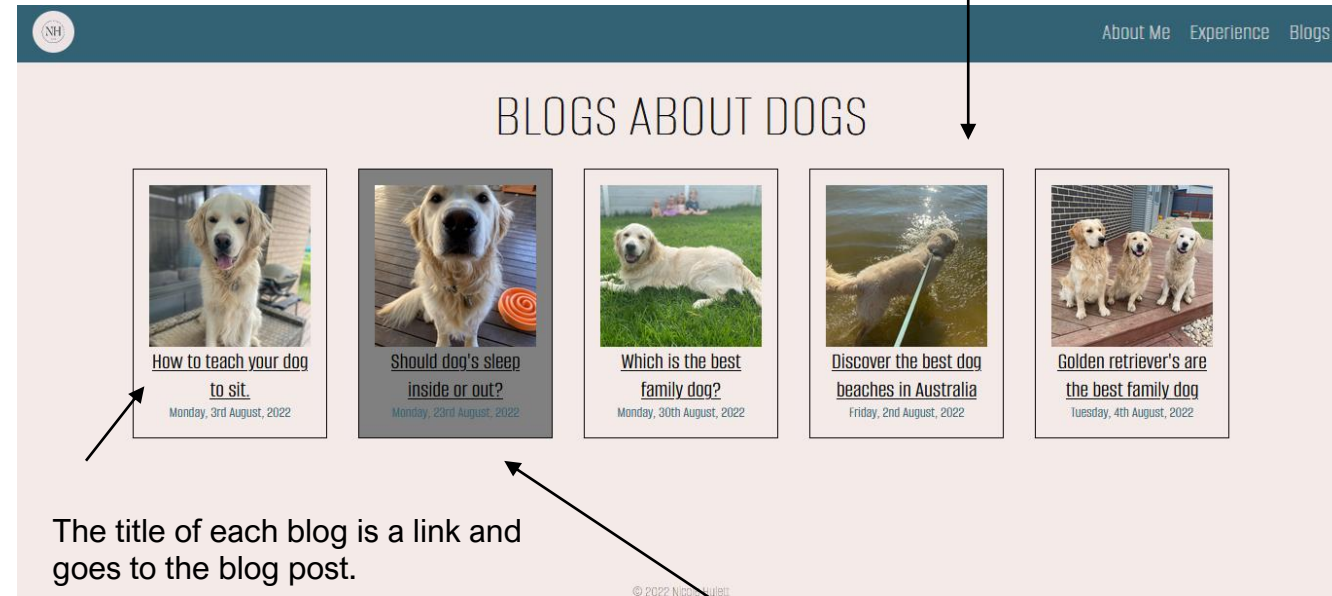 NH
About Me Experience Blogs
BLOGS ABOUT DOGS
How to teach your dog
to sit.
Monday, 3rd August, 2022
Should dog's sleep
inside or out?
Monday, 23rd August, 2022
Which is the best
family dog?
Monday, 30th August, 2022
Discover the best dog
beaches in Australia
Friday, 2nd August, 2022
Golden retriever's are
the best family dog
Tuesday, 4th August, 2022
The title of each blog is a link and
goes to the blog post.
© 2022 Nicole Hulett